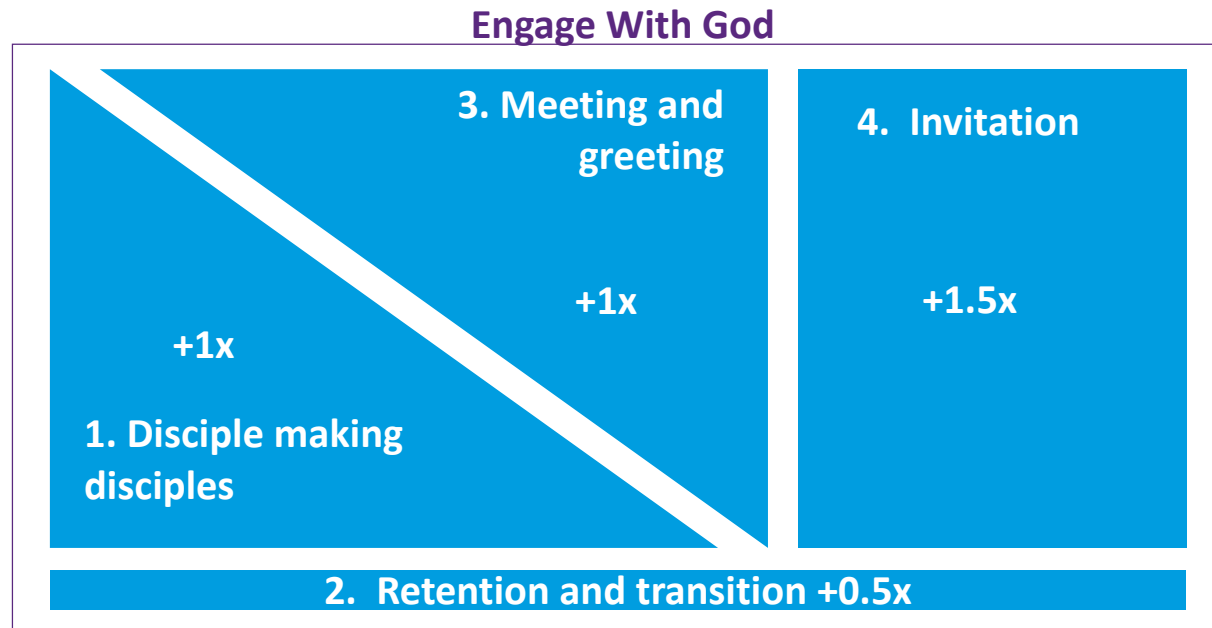 Engage With God
3. Meeting and
greeting
+1x
4. Invitation
+1.5x
+1x
1. Disciple making
disciples
2. Retention and transition +0.5x